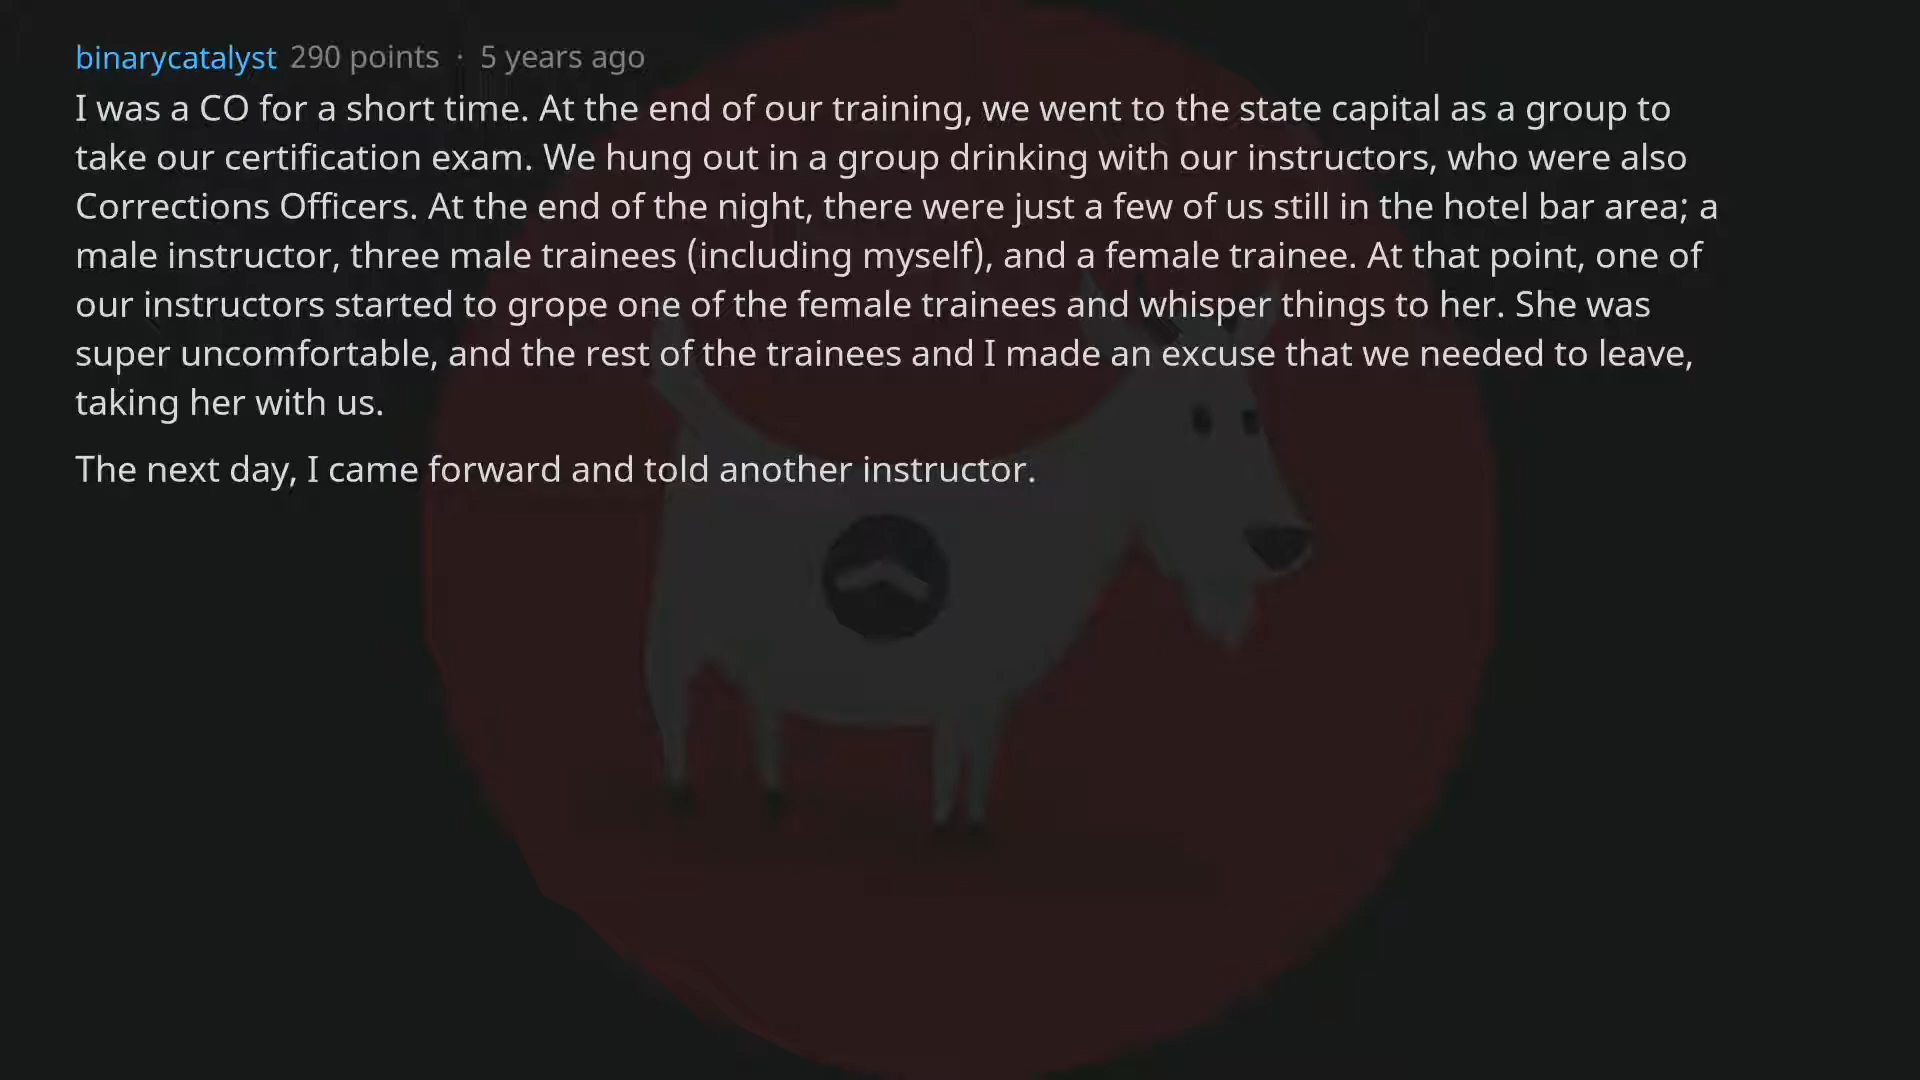 binarycatalyst 290 points · 5 years ago
I was a CO for a short time. At the end of our training, we went to the state capital as a group to
take our certification exam. We hung out in a group drinking with our instructors, who were also
Corrections Officers. At the end of the night, there were just a few of us still in the hotel bar area; a
male instructor, three male trainees (including myself), and a female trainee. At that point, one of
our instructors started to grope one of the female trainees and whisper things to her. She was
super uncomfortable, and the rest of the trainees and I made an excuse that we needed to leave,
taking her with us.
The next day, I came forward and told another instructor.